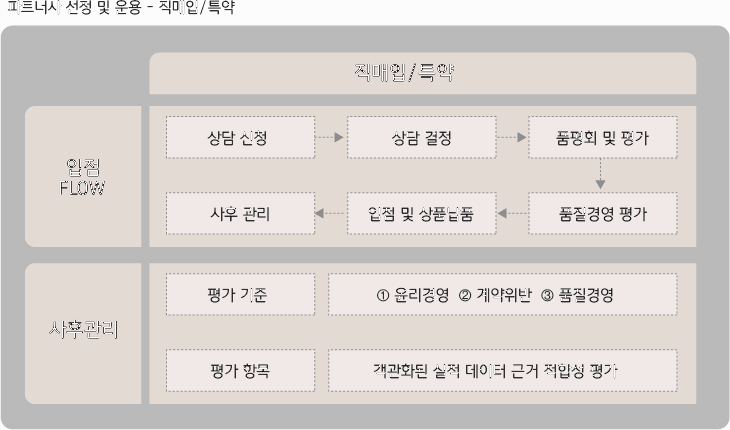 파트너사 선정 및 운용 - 직매입/특약
직매입/특약
입점
FLOW
상담 신청
상담 결정
품평회 및 평가
품질경영 평가
입점 및 상품납품
사후 관리
사후관리
평가 기준
① 윤리경영 ② 계약위반 ③ 품질경영
평가 항목
객관화된 실적 데이터 근거 적합성 평가